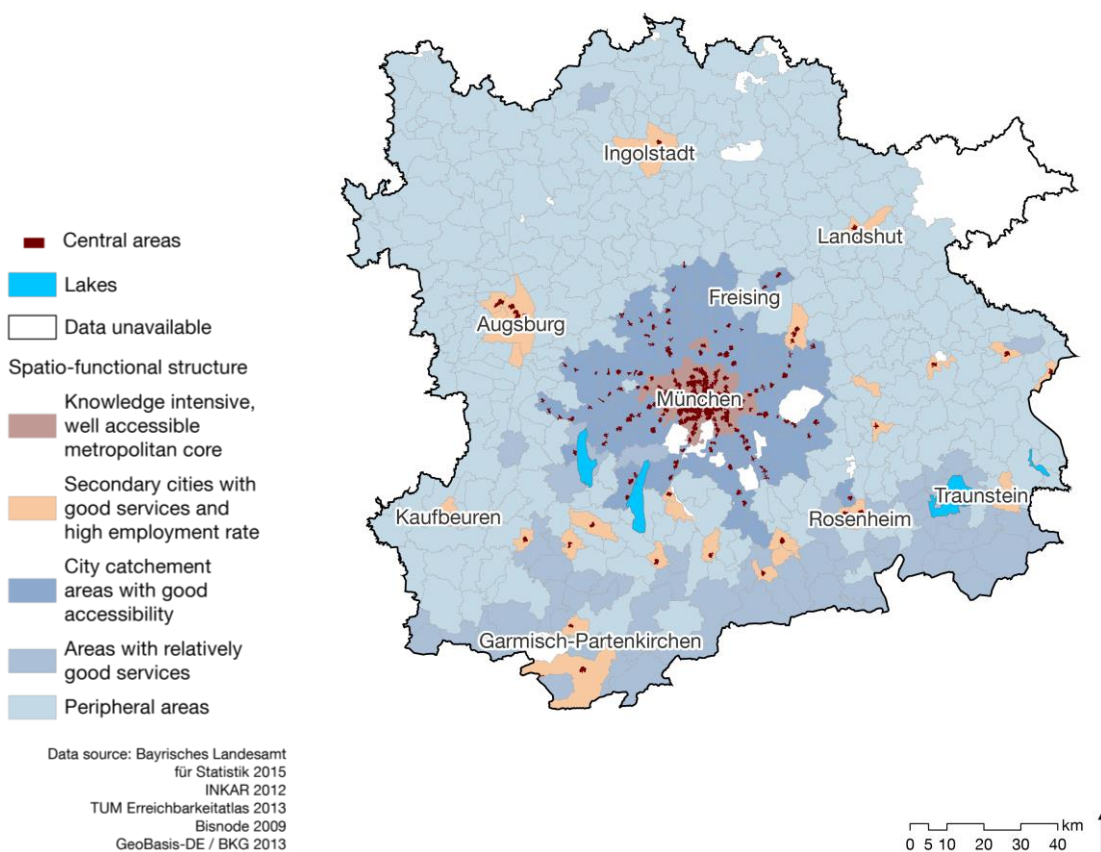 Ingolstadt
Landshut
Freising
Augsburg
München
Kaufbeuren
Rosenheim
Traunstein
Garmisch-Partenkirchen
Central areas
Lakes
Data unavailable
Spatio-functional structure
Knowledge intensive,
well accessible
metropolitan core
Secondary cities with
good services and
high employment rate
City catchement
areas with good
accessibility
Areas with relatively
good services
Peripheral areas
Data source: Bayrisches Landesamt
für Statistik 2015
INKAR 2012
TUM Erreichbarkeitatlas 2013
Bisnode 2009
GeoBasis-DE / BKG 2013
km
0 5 10 20 30 40